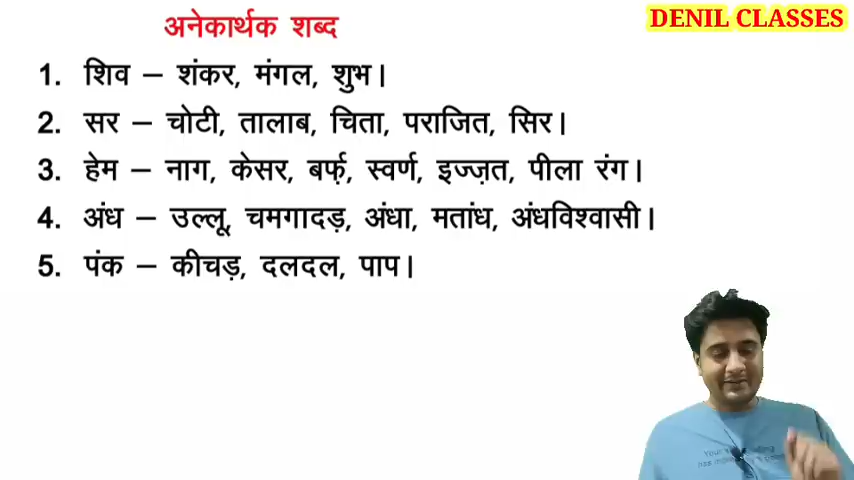 अनेकार्थक शब्द
DENIL CLASSES
1. शिव – शंकर, मंगल, शुभ।
2. सर – चोटी, तालाब, चिता, पराजित, सिर।
3. हेम – नाग, केसर, बर्फ़, स्वर्ण, इज्ज़त, पीला रंग।
4. अंध – उल्लू, चमगादड़, अंधा, मतांध, अंधविश्वासी।
5. पंक – कीचड़, दलदल, पाप।